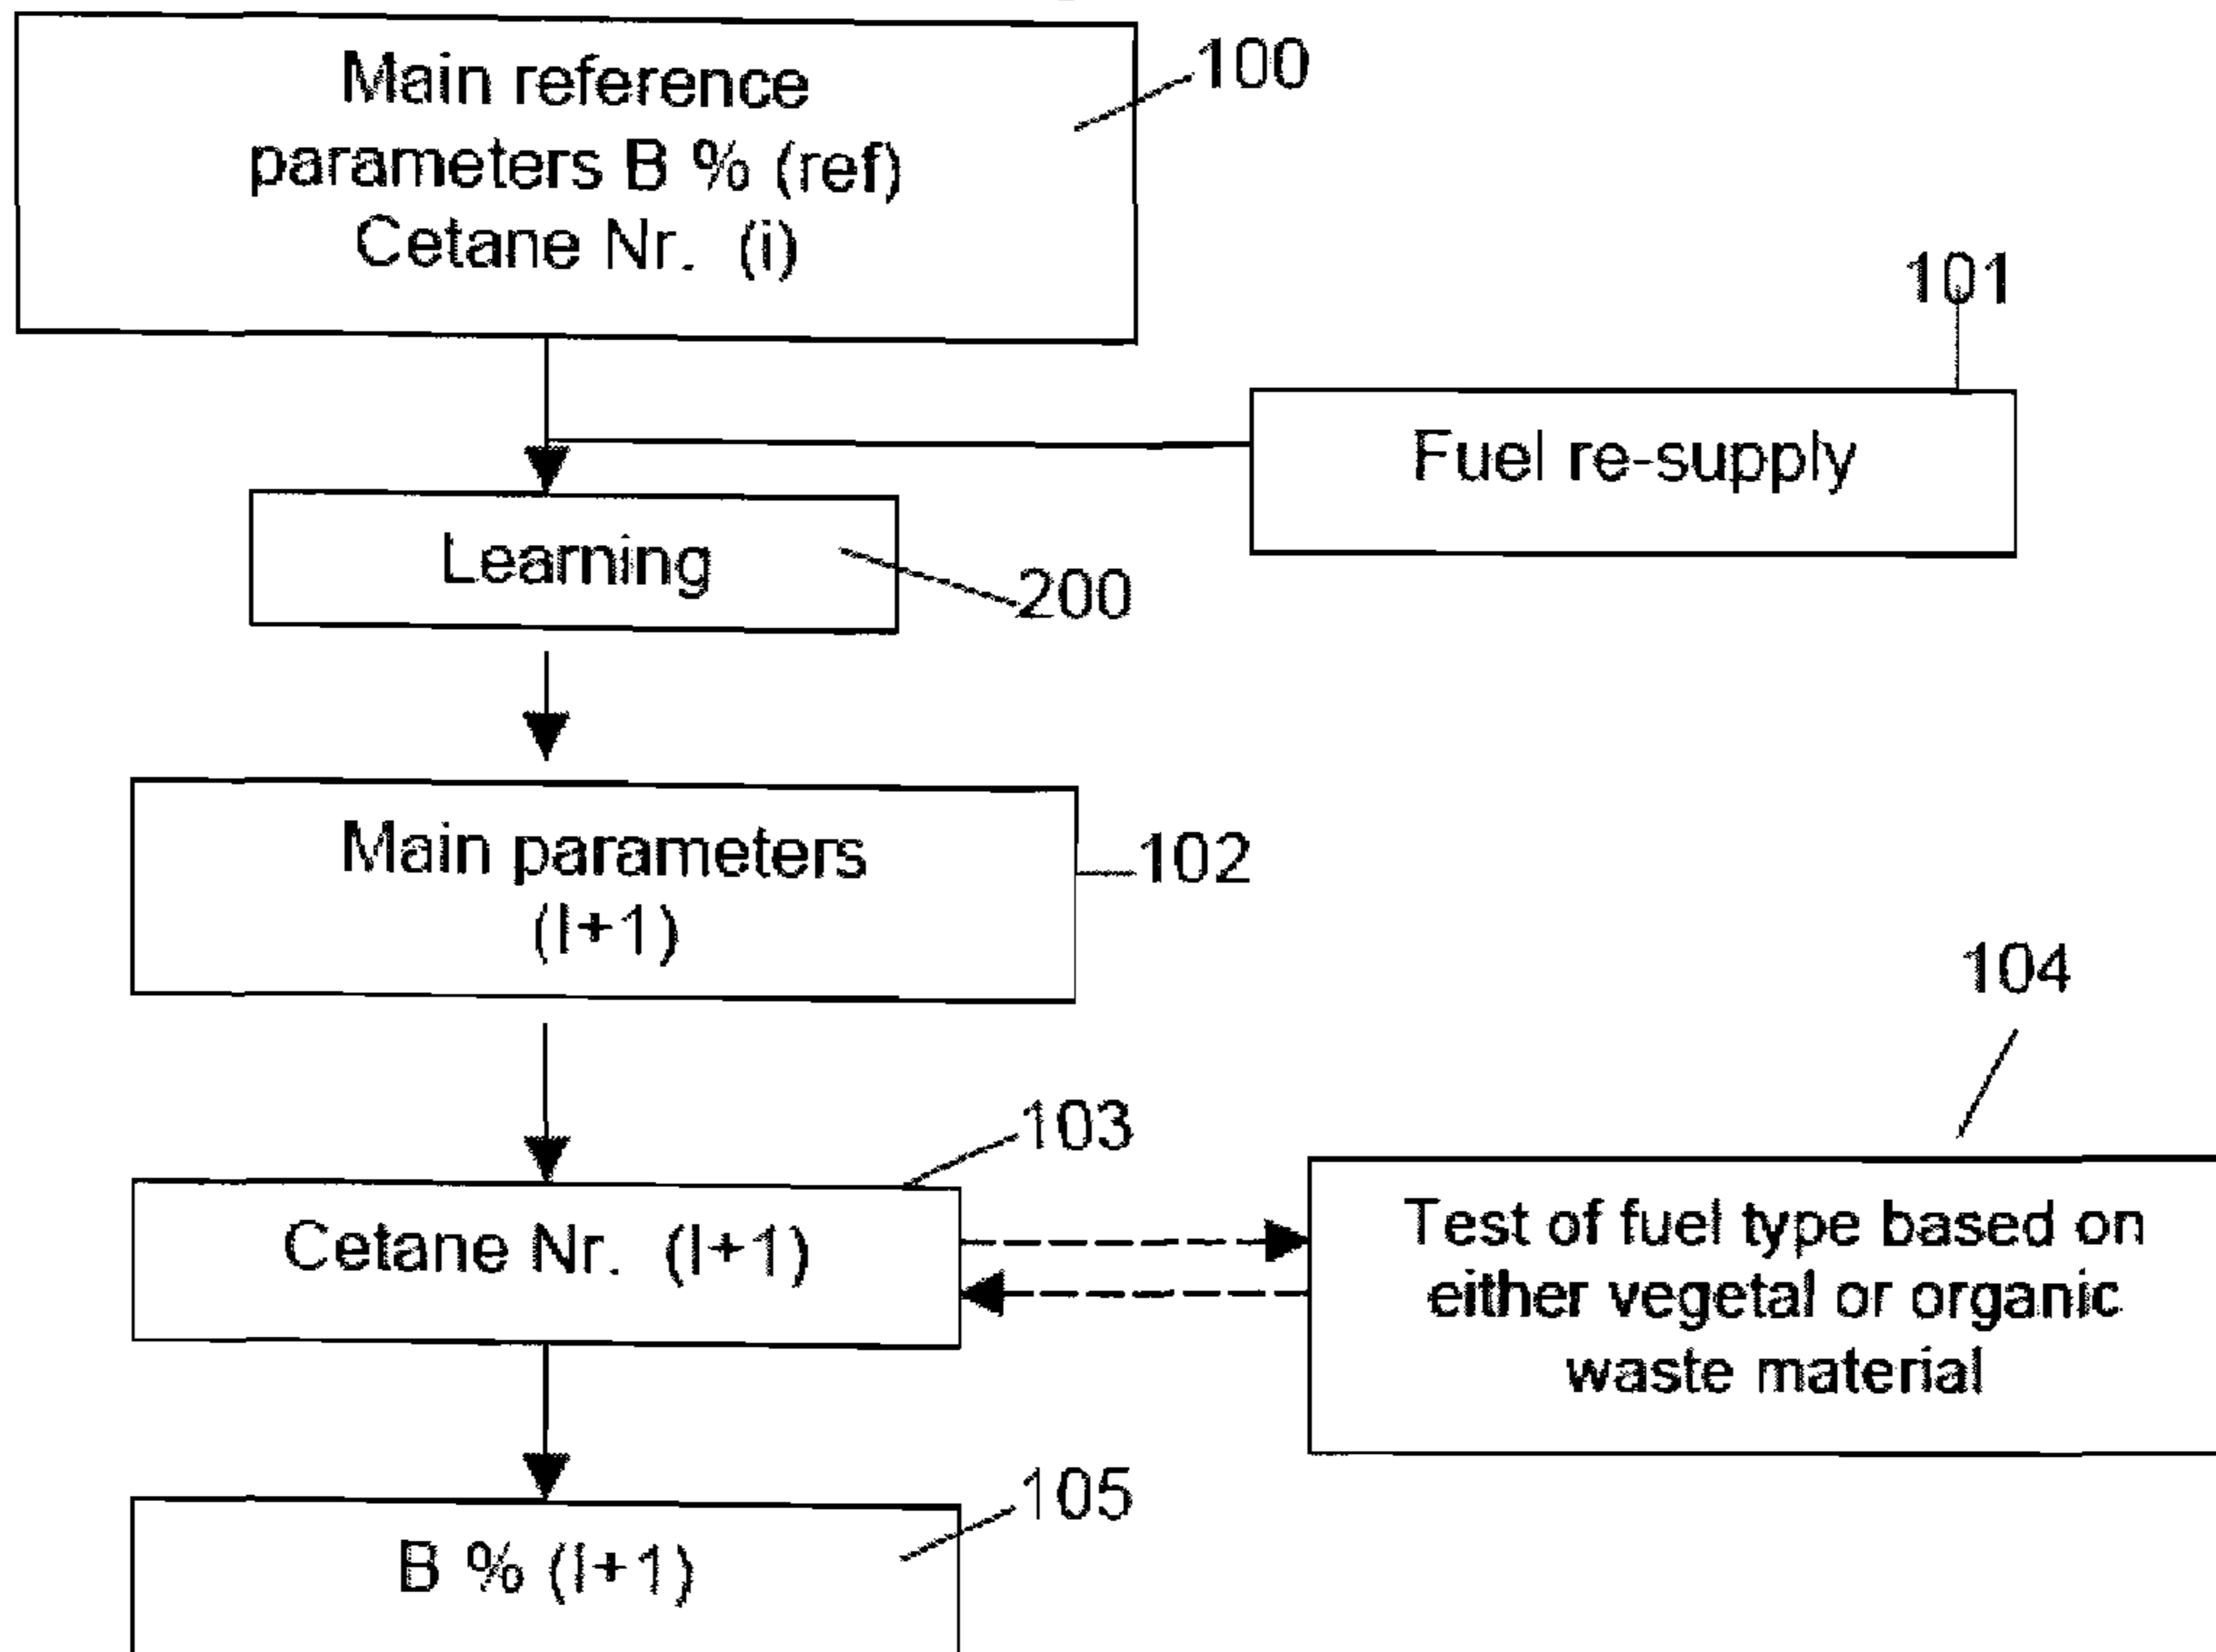 Main reference
parameters B % (ref)
Cetane Nr. (i)
100
101
Fuel re-supply
Learning
200
Main parameters
(I+1)
102
104
103
Cetane Nr. (I+1)
Test of fuel type based on
either vegetal or organic
waste material
105
B % (I+1)